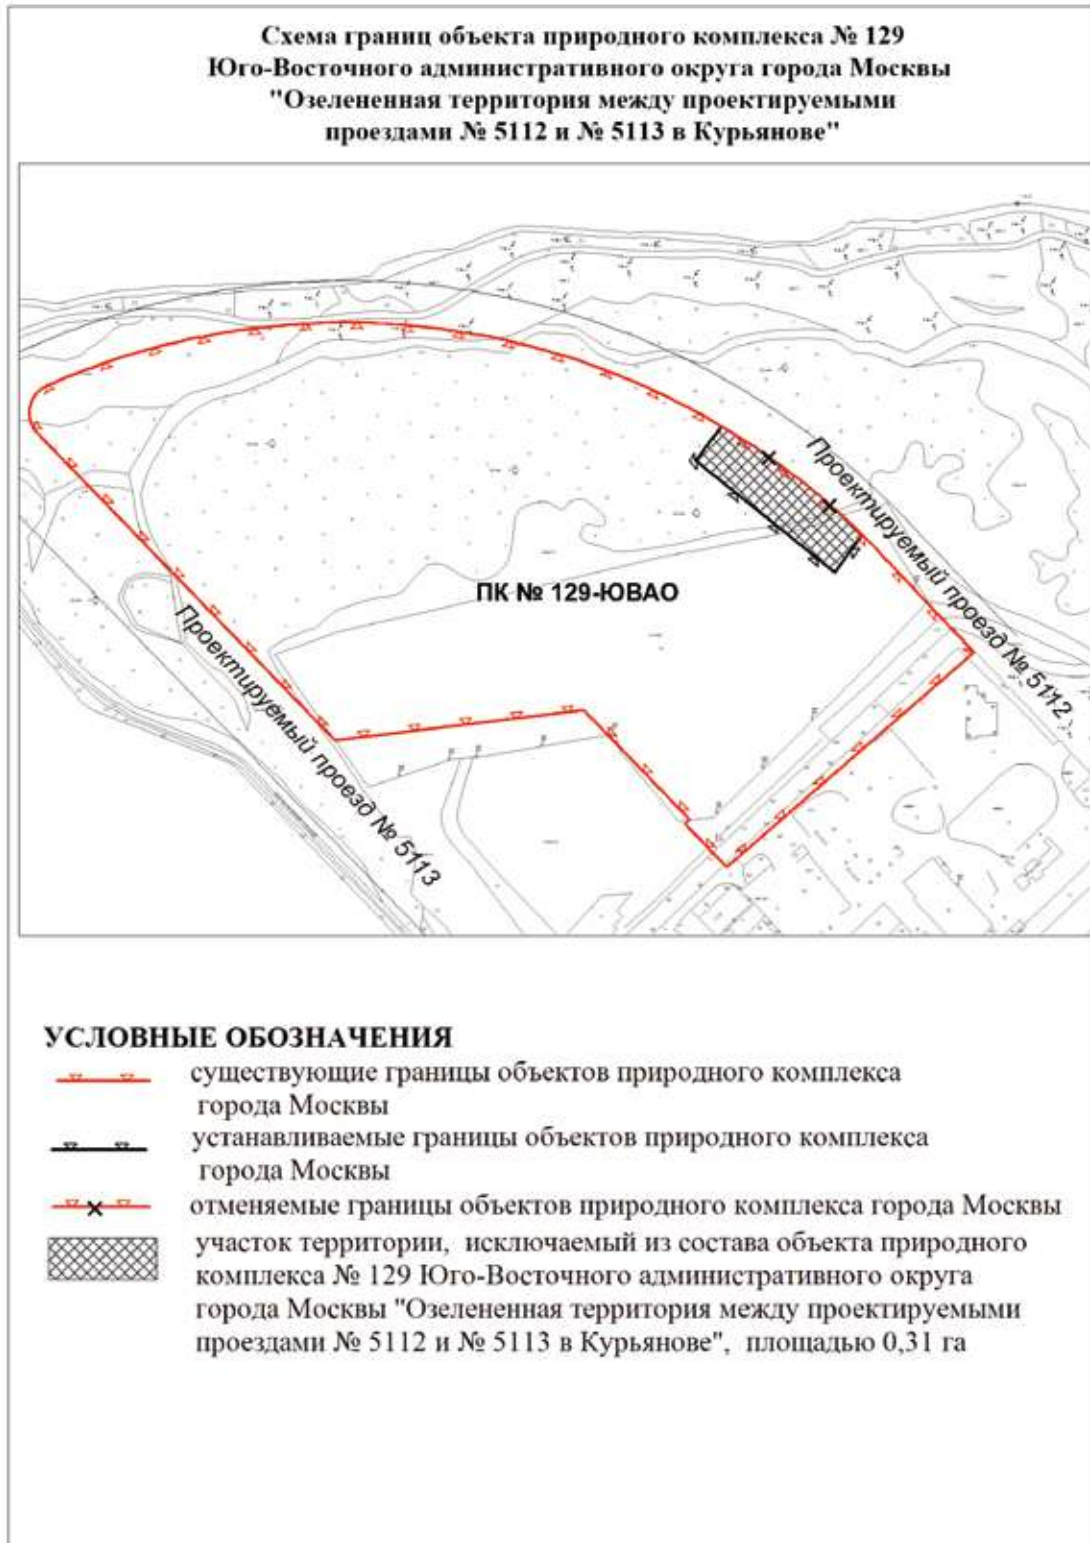 Схема границ объекта природного комплекса № 129
Юго-Восточного административного округа города Москвы
"Озелененная территория между проектируемыми
проездами № 5112 и № 5113 в Курьянове"
Проектируемый проезд № 5112
ПК № 129-ЮВАО
Проектируемый проезд № 5113
УСЛОВНЫЕ ОБОЗНАЧЕНИЯ
существующие границы объектов природного комплекса
города Москвы
устанавливаемые границы объектов природного комплекса
города Москвы
отменяемые границы объектов природного комплекса города Москвы
участок территории, исключаемый из состава объекта природного
комплекса № 129 Юго-Восточного административного округа
города Москвы "Озелененная территория между проектируемыми
проездами № 5112 и № 5113 в Курьянове", площадью 0,31 га